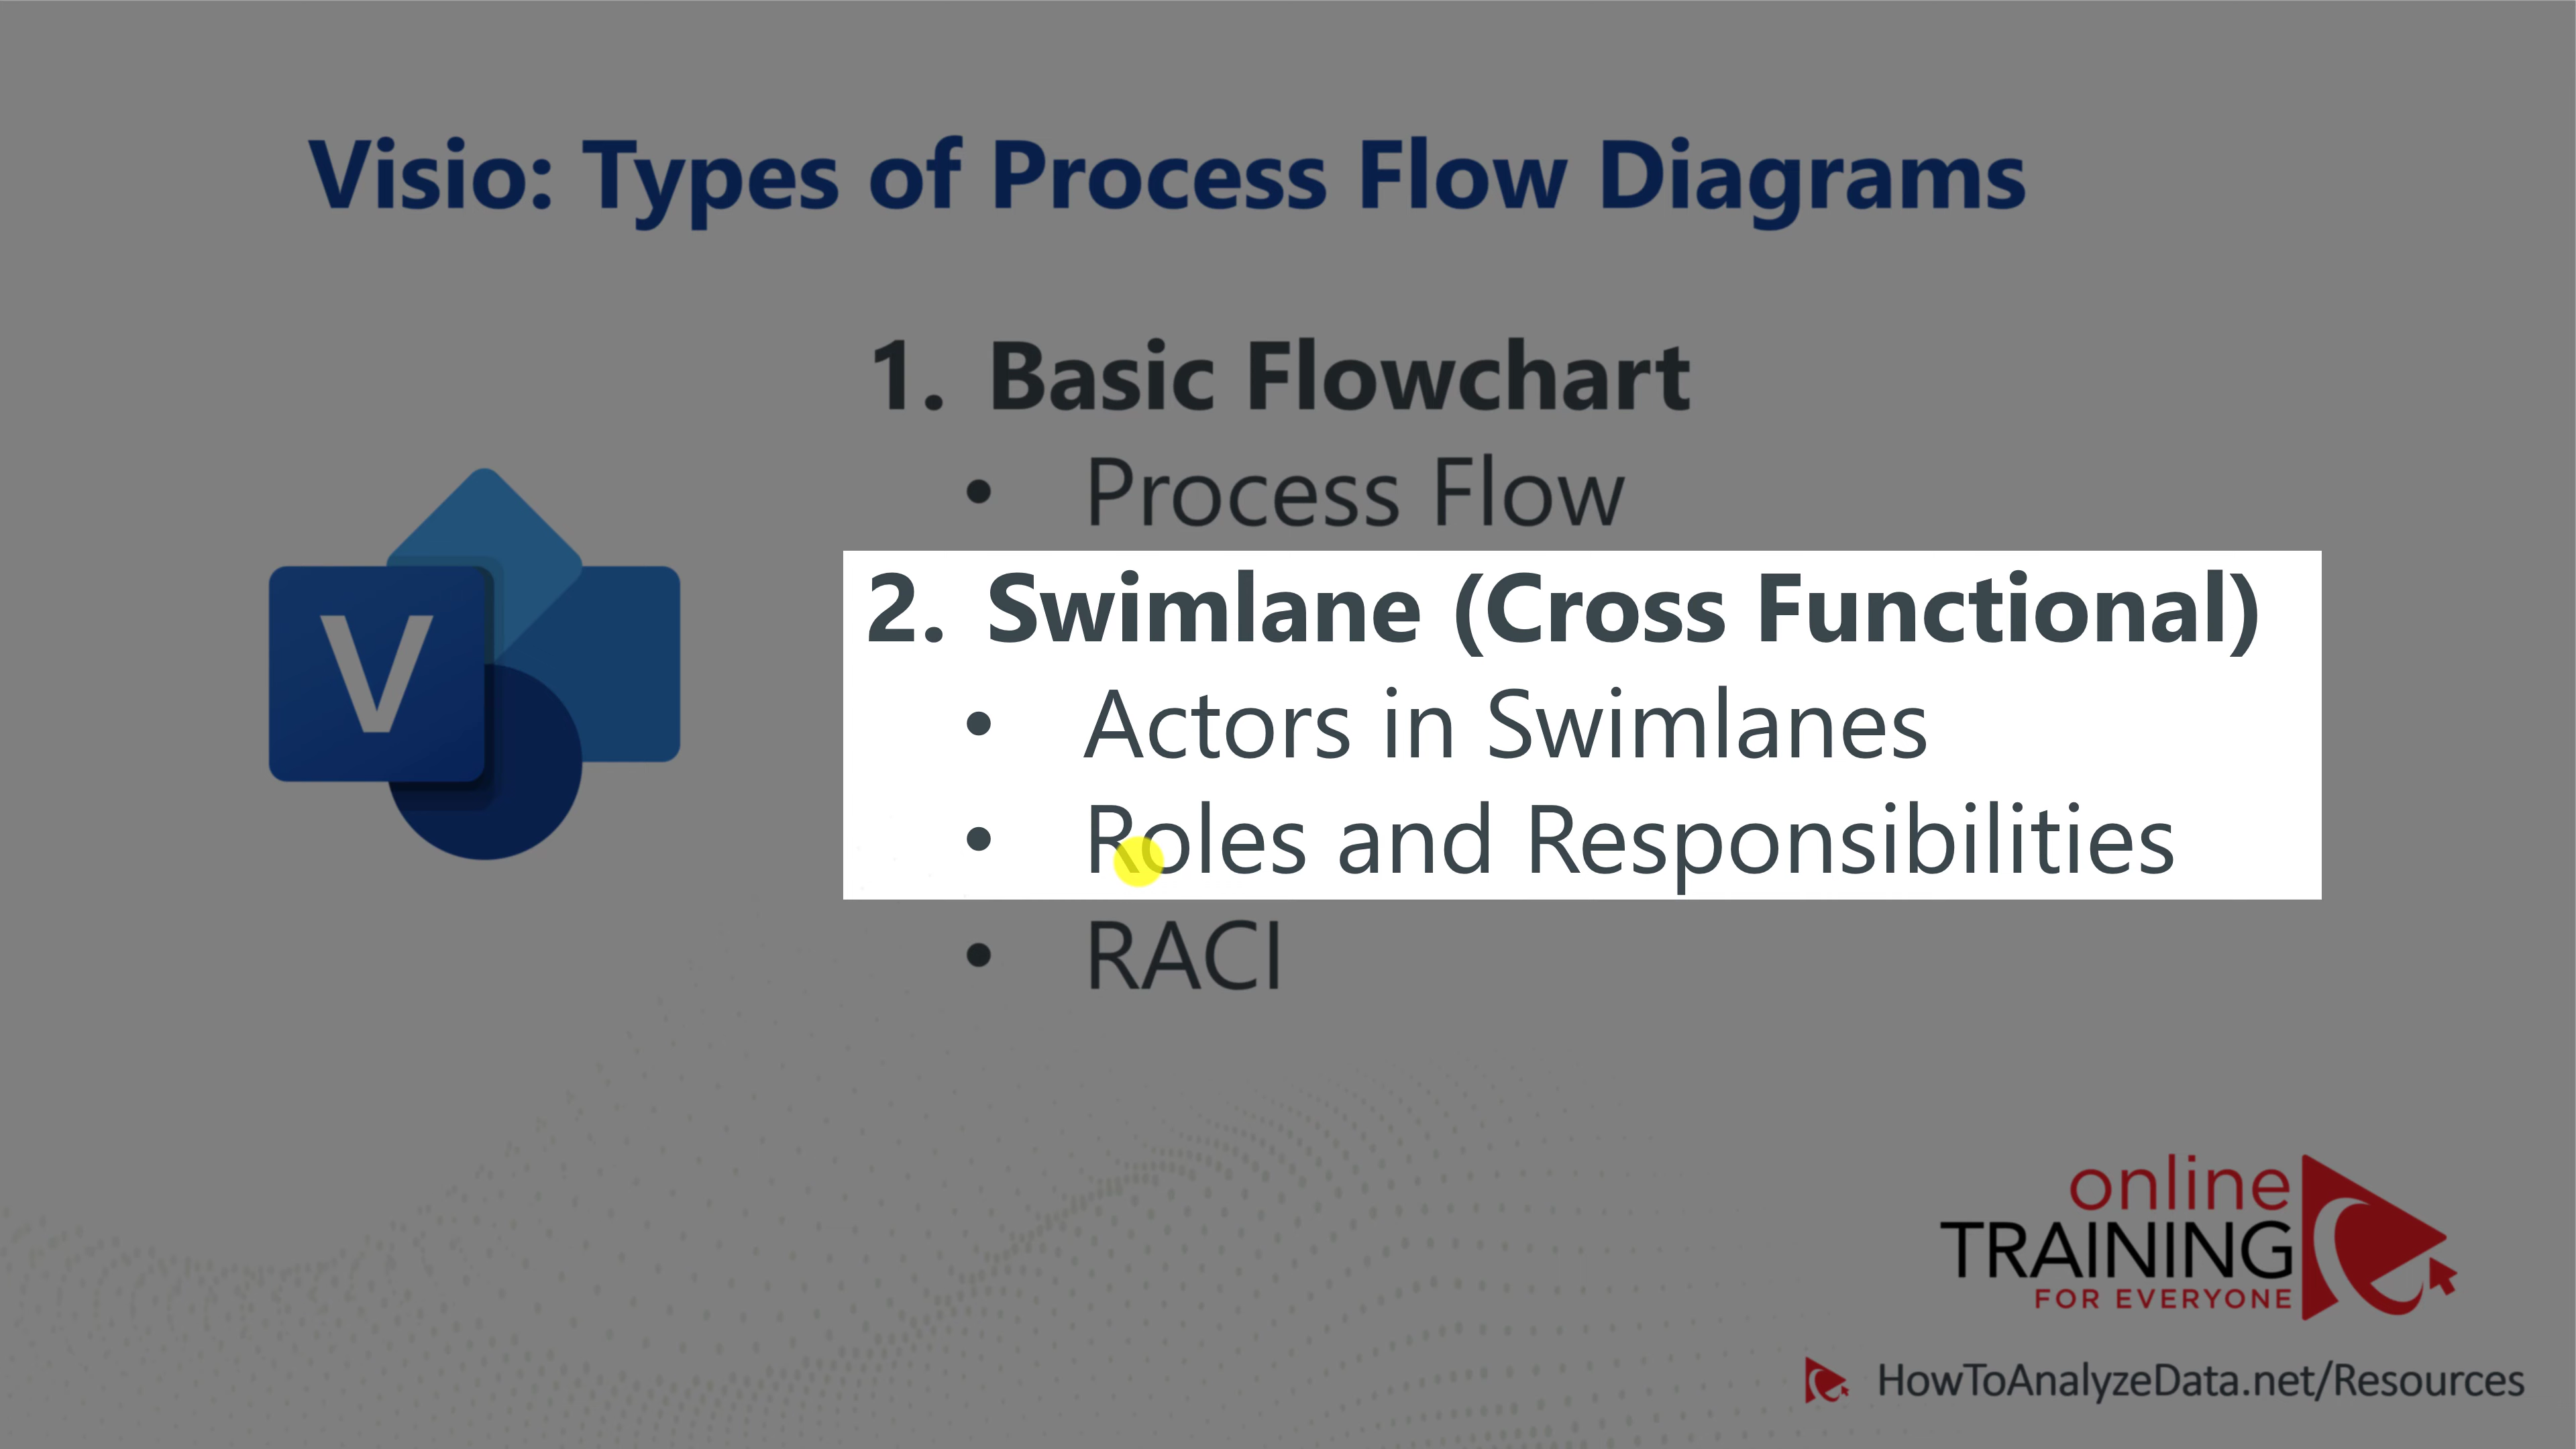 Visio: Types of Process Flow Diagrams
1. Basic Flowchart
• Process Flow
2. Swimlane (Cross Functional)
• Actors in Swimlanes
• Roles and Responsibilities
• RACI
V
online
TRAINING
FOR EVERYONE
HowToAnalyzeData.net/Resources